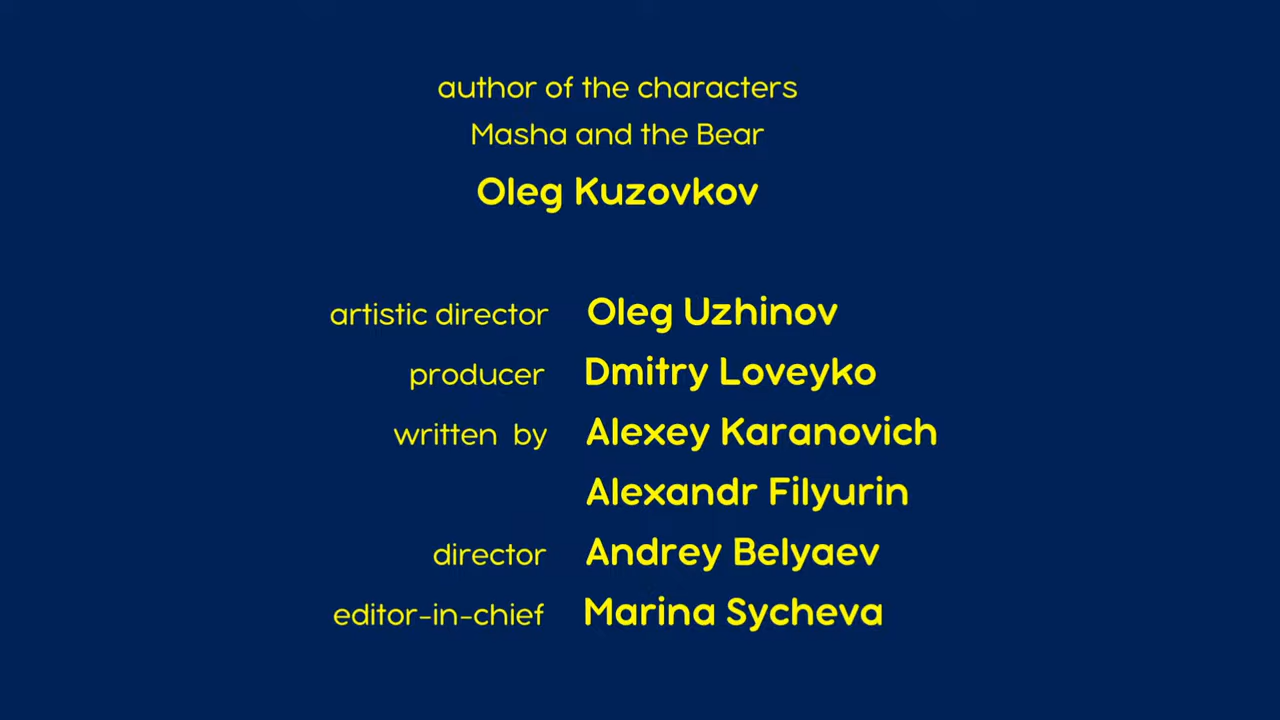 author of the characters
Masha and the Bear
Oleg Kuzovkov
artistic director Oleg Uzhinov
producer Dmitry Loveyko
written by Alexey Karanovich
Alexandr Filyurin
director Andrey Belyaev
editor-in-chief Marina Sycheva